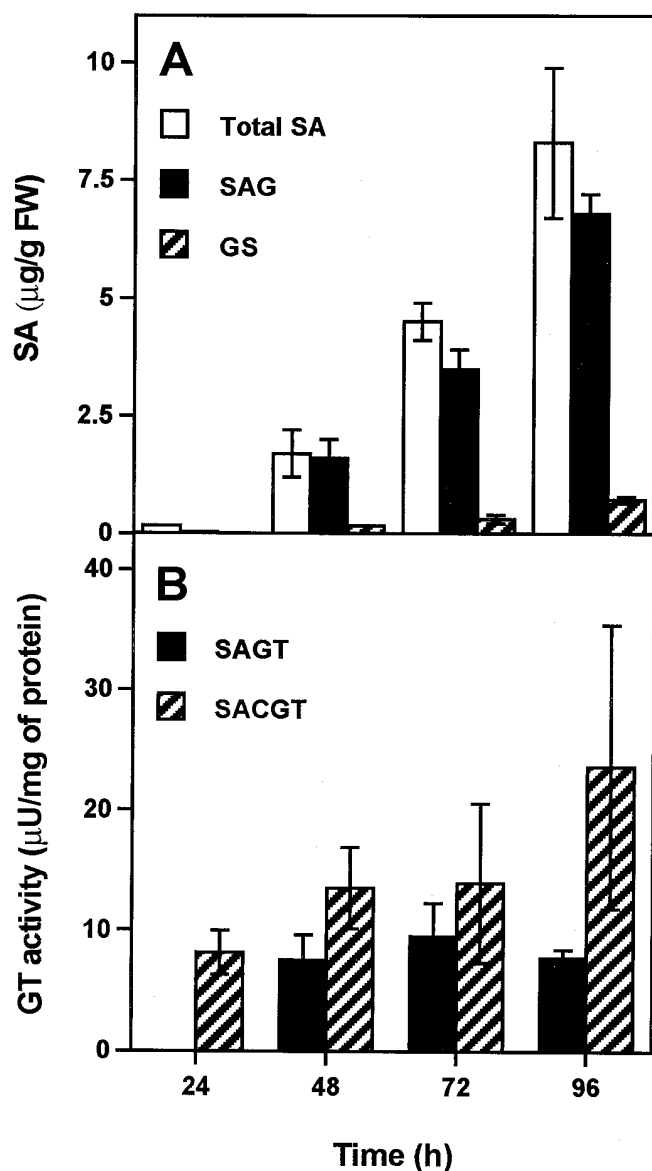 A
Total SA
SAG
GS
SA (μg/g FW)
10
7.5
5
2.5
0
B
SAGT
SACGT
GT activity (μU/mg of protein)
40
30
20
10
0
24 48 72 96
Time (h)